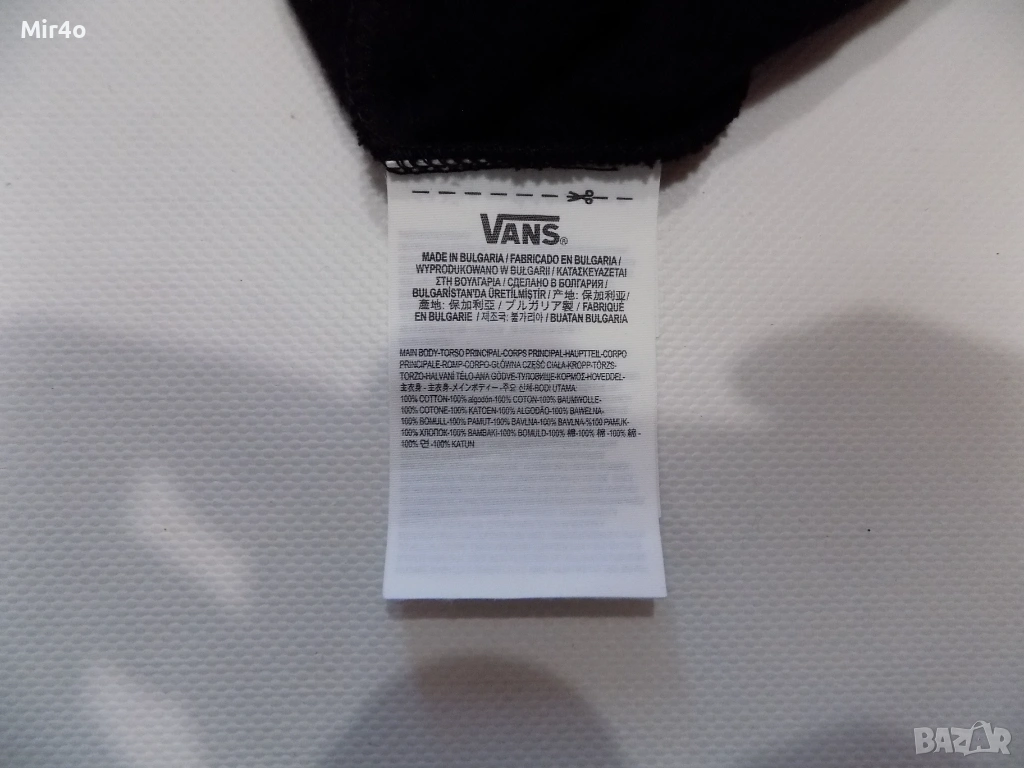 Mir4o
VANS®
MADE IN BULGARIA / FABRICADO EN BULGARIA /
WYPRODUKOWANO W BUŁGARII / ΚΑΤΑΣΚΕΥΑΖΕΤΑΙ
ΣΤΗ ΒΟΥΛΓΑΡΙΑ / СДЕЛАНО В БОЛГАРИЯ /
BULGARİSTAN'DA ÜRETİLMİŞTİR / 产地: 保加利亚/
產地: 保加利亞 / ブルガリア製 / FABRIQUÉ
EN BULGARIE / 제조국: 불가리아 / BUATAN BULGARIA
MAIN BODY-TORSO PRINCIPAL-CORPS PRINCIPAL-HAUPTTEIL-CORPO
PRINCIPALE-ROMP-CORPO-GŁÓWNA CZĘŚĆ CIAŁA-KROPP-TÖRZS-
TORZO-HALVANÍ TĚLO-ANA GÖDVE-ТУЛОВИЩЕ-ΚΟΡΜΟΣ-HOVEDDEL-
主衣身 - 主衣身-メインボディー -주요 신체-BODI UTAMA:
100% COTTON-100% algodón-100% COTON-100% BAUMWOLLE-
100% COTONE-100% KATOEN-100% ALGODÃO-100% BAWEŁNA-
100% BOMULL-100% PAMUT-100% BAVLNA-100% BAVLNA-%100 PAMUK-
100% ХЛОПОК-100% ΒΑΜΒΑΚΙ-100% BOMULD-100% 棉-100% 棉 -100% 綿 -
100% 면 -100% KATUN
BAZAR